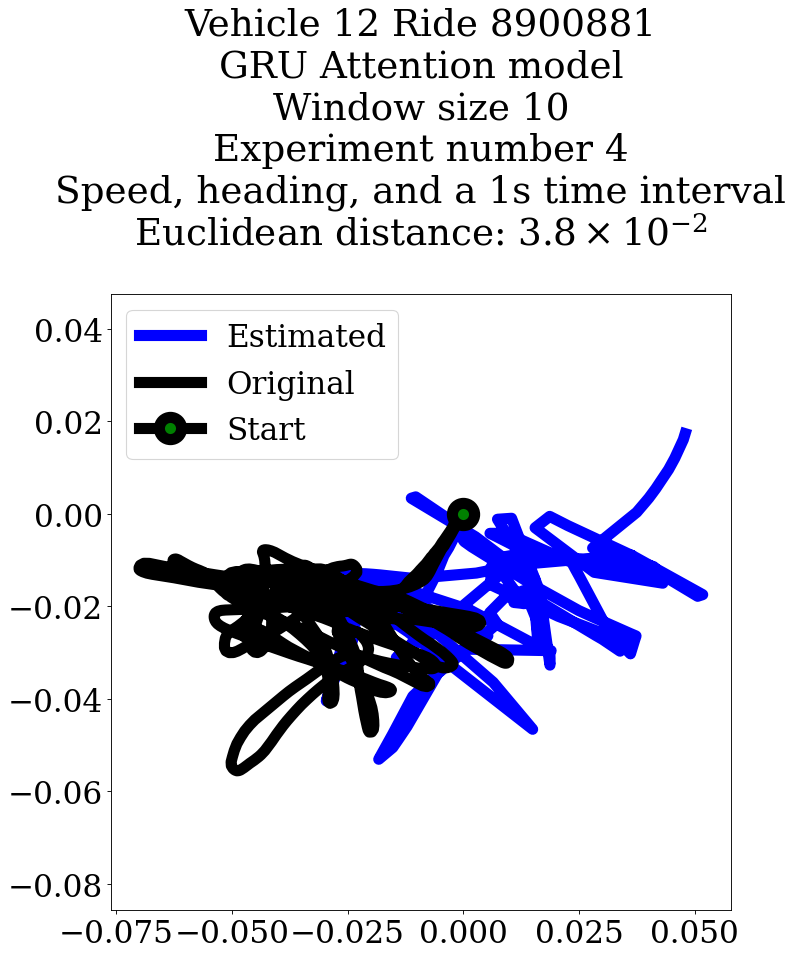 Vehicle 12 Ride 8900881
GRU Attention model
Window size 10
Experiment number 4
Speed, heading, and a 1s time interval
Euclidean distance: 3.8 × 10⁻²
Estimated
Original
Start
0.04
0.02
0.00
−0.02
−0.04
−0.06
−0.08
−0.075 −0.050 −0.025 0.000 0.025 0.050